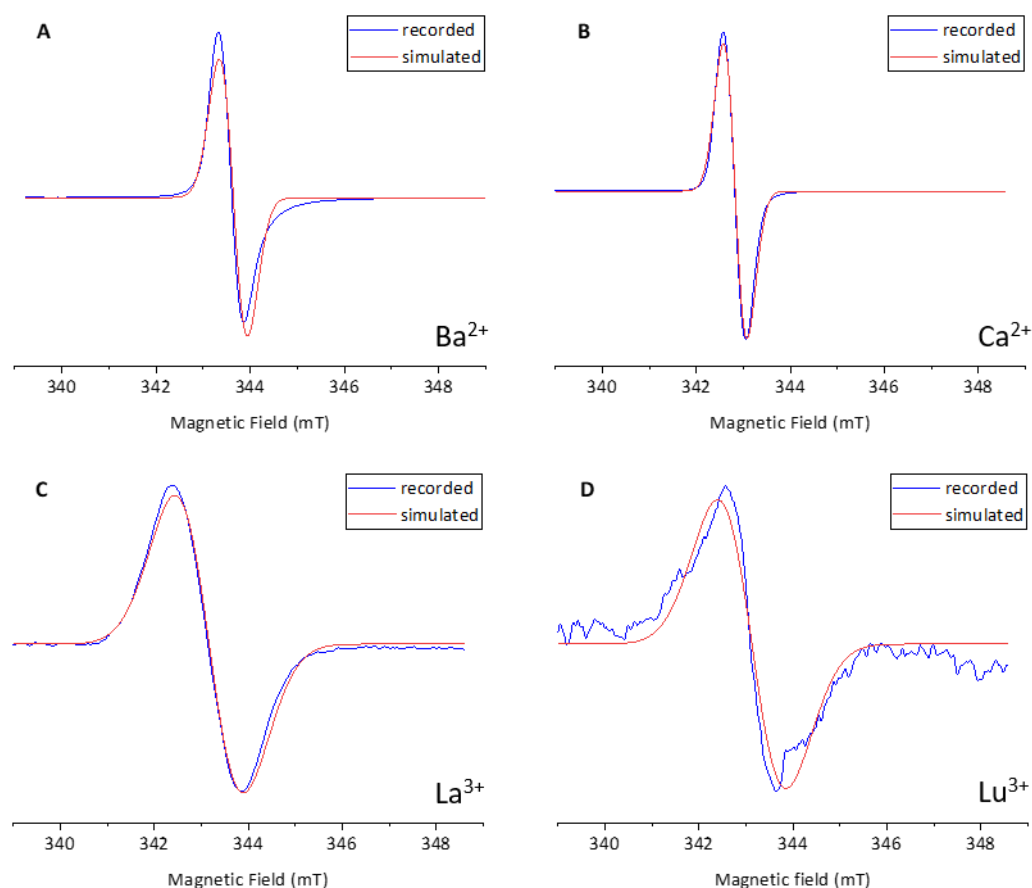 A
recorded
simulated
Ba²⁺
340 342 344 346 348
Magnetic Field (mT)
B
recorded
simulated
Ca²⁺
340 342 344 346 348
Magnetic Field (mT)
C
recorded
simulated
La³⁺
340 342 344 346 348
Magnetic Field (mT)
D
recorded
simulated
Lu³⁺
340 342 344 346 348
Magnetic field (mT)